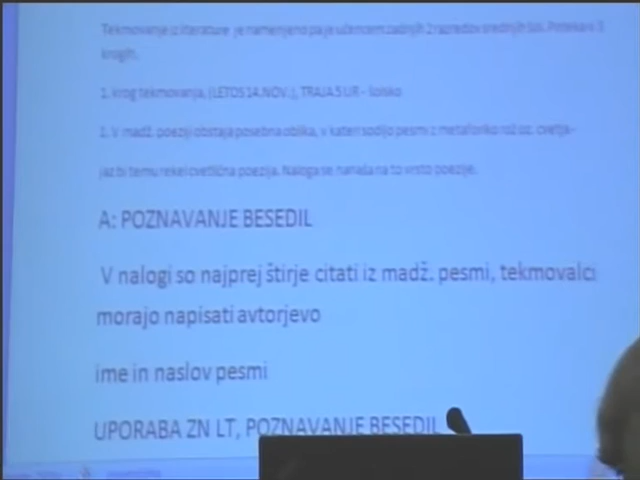 Tekmovanje iz literature je namenjeno pa je učencem zadnjih 2 razredov srednjih šol. Poteka v 3
krogih.
1. krog tekmovanja, (LETOS 14.NOV.), TRAJA 5 UR - šolsko
1. V madž. poeziji obstaja posebna oblika, v kateri sodijo pesmi z metaforiko rož oz. cvetja-
jaz bi temu rekel cvetlična poezija. Naloga se nanaša na to vrsto poezije.
A: POZNAVANJE BESEDIL
V nalogi so najprej štirje citati iz madž. pesmi, tekmovalci
morajo napisati avtorjevo
ime in naslov pesmi
UPORABA ZN LT, POZNAVANJE BESEDIL